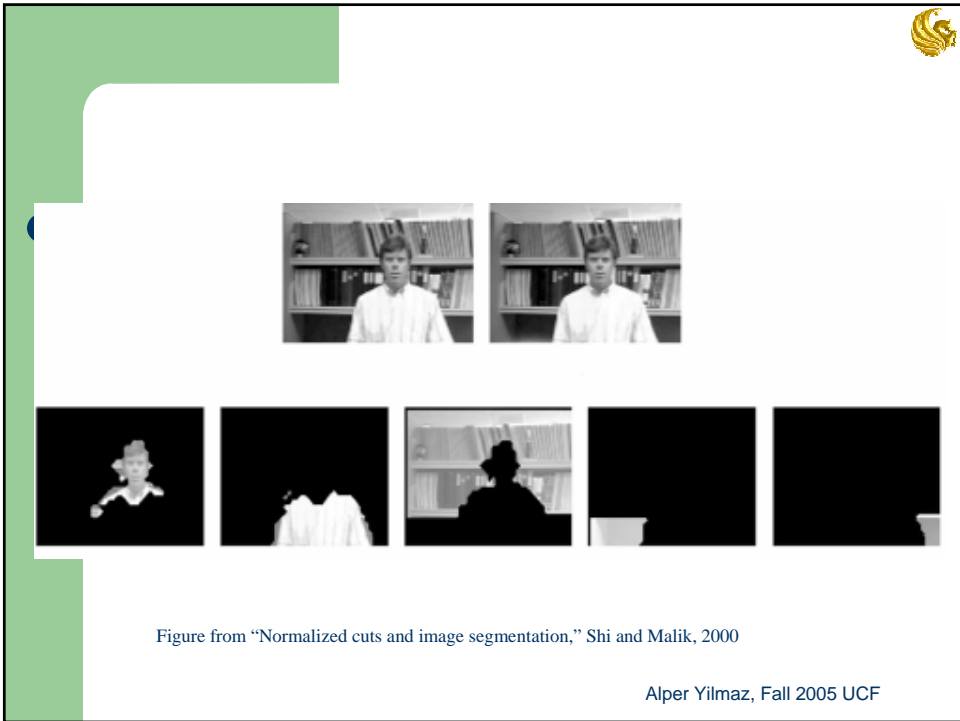 Figure from “Normalized cuts and image segmentation,” Shi and Malik, 2000
Alper Yilmaz, Fall 2005 UCF